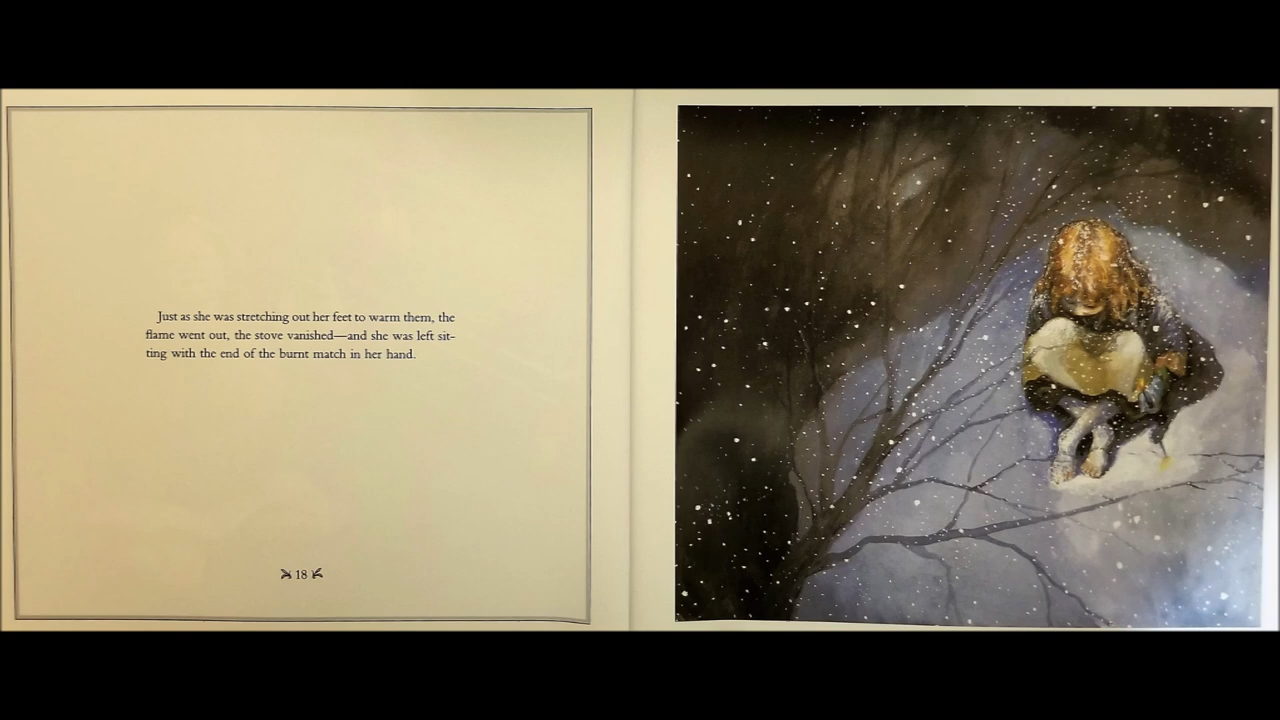 Just as she was stretching out her feet to warm them, the
flame went out, the stove vanished—and she was left sit-
ting with the end of the burnt match in her hand.
18